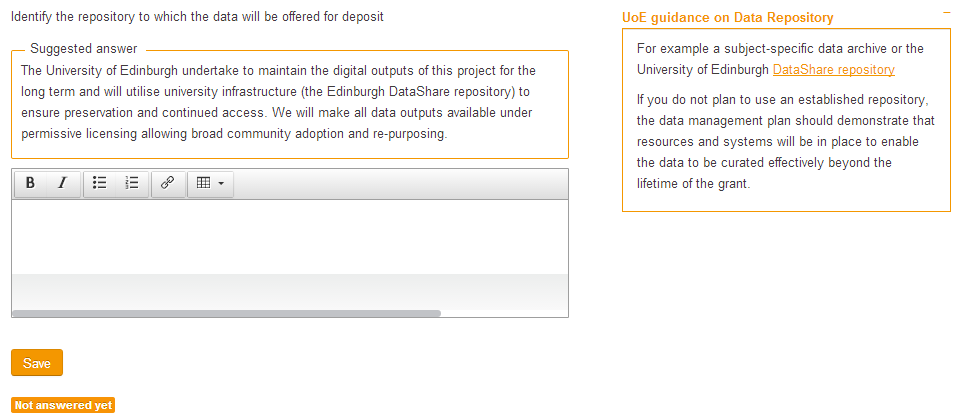 Identify the repository to which the data will be offered for deposit
Suggested answer
The University of Edinburgh undertake to maintain the digital outputs of this project for the
long term and will utilise university infrastructure (the Edinburgh DataShare repository) to
ensure preservation and continued access. We will make all data outputs available under
permissive licensing allowing broad community adoption and re-purposing.
B I
Save
Not answered yet
UoE guidance on Data Repository
For example a subject-specific data archive or the
University of Edinburgh DataShare repository
If you do not plan to use an established repository,
the data management plan should demonstrate that
resources and systems will be in place to enable
the data to be curated effectively beyond the
lifetime of the grant.